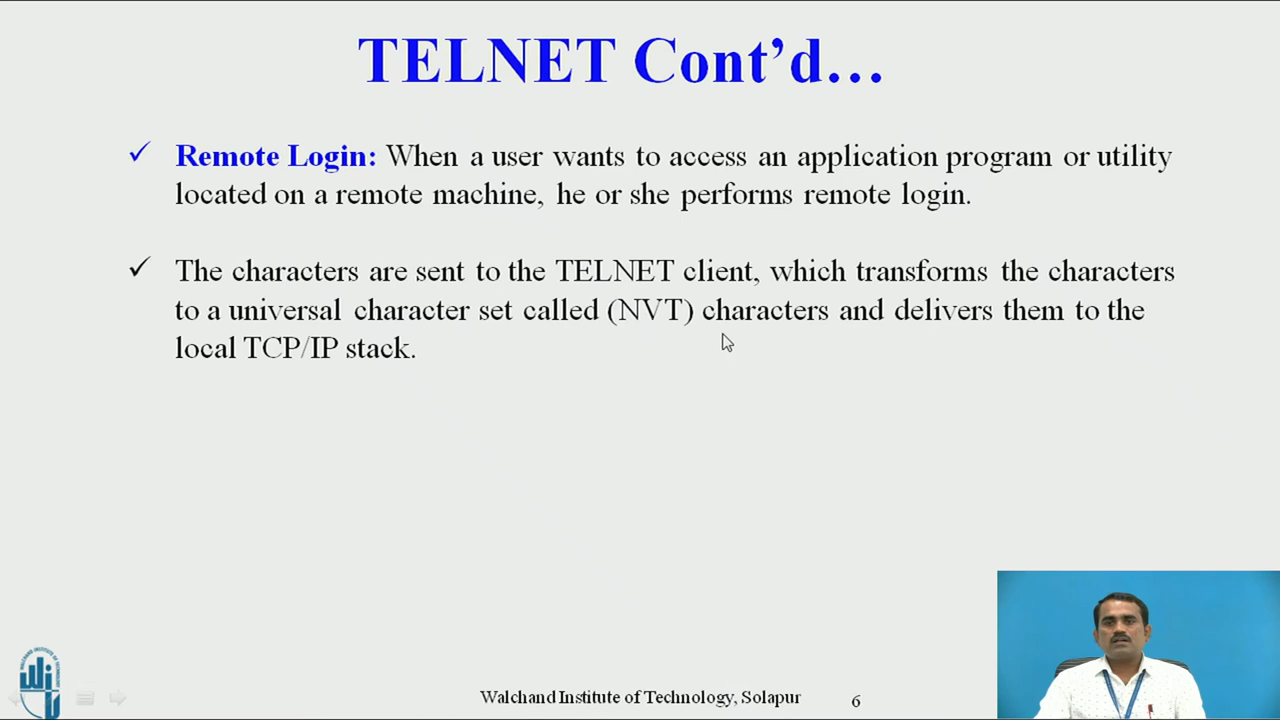 TELNET Cont’d…
Remote Login: When a user wants to access an application program or utility
located on a remote machine, he or she performs remote login.
The characters are sent to the TELNET client, which transforms the characters
to a universal character set called (NVT) characters and delivers them to the
local TCP/IP stack.
Walchand Institute of Technology, Solapur 6